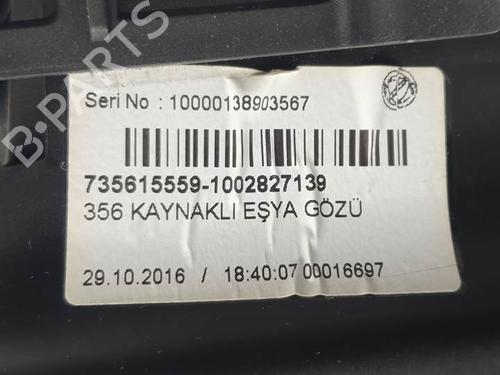 B-PARTS
Seri No : 10000138903567
735615559-1002827139
356 KAYNAKLI EŞYA GÖZÜ
29.10.2016 / 18:40:07 00016697